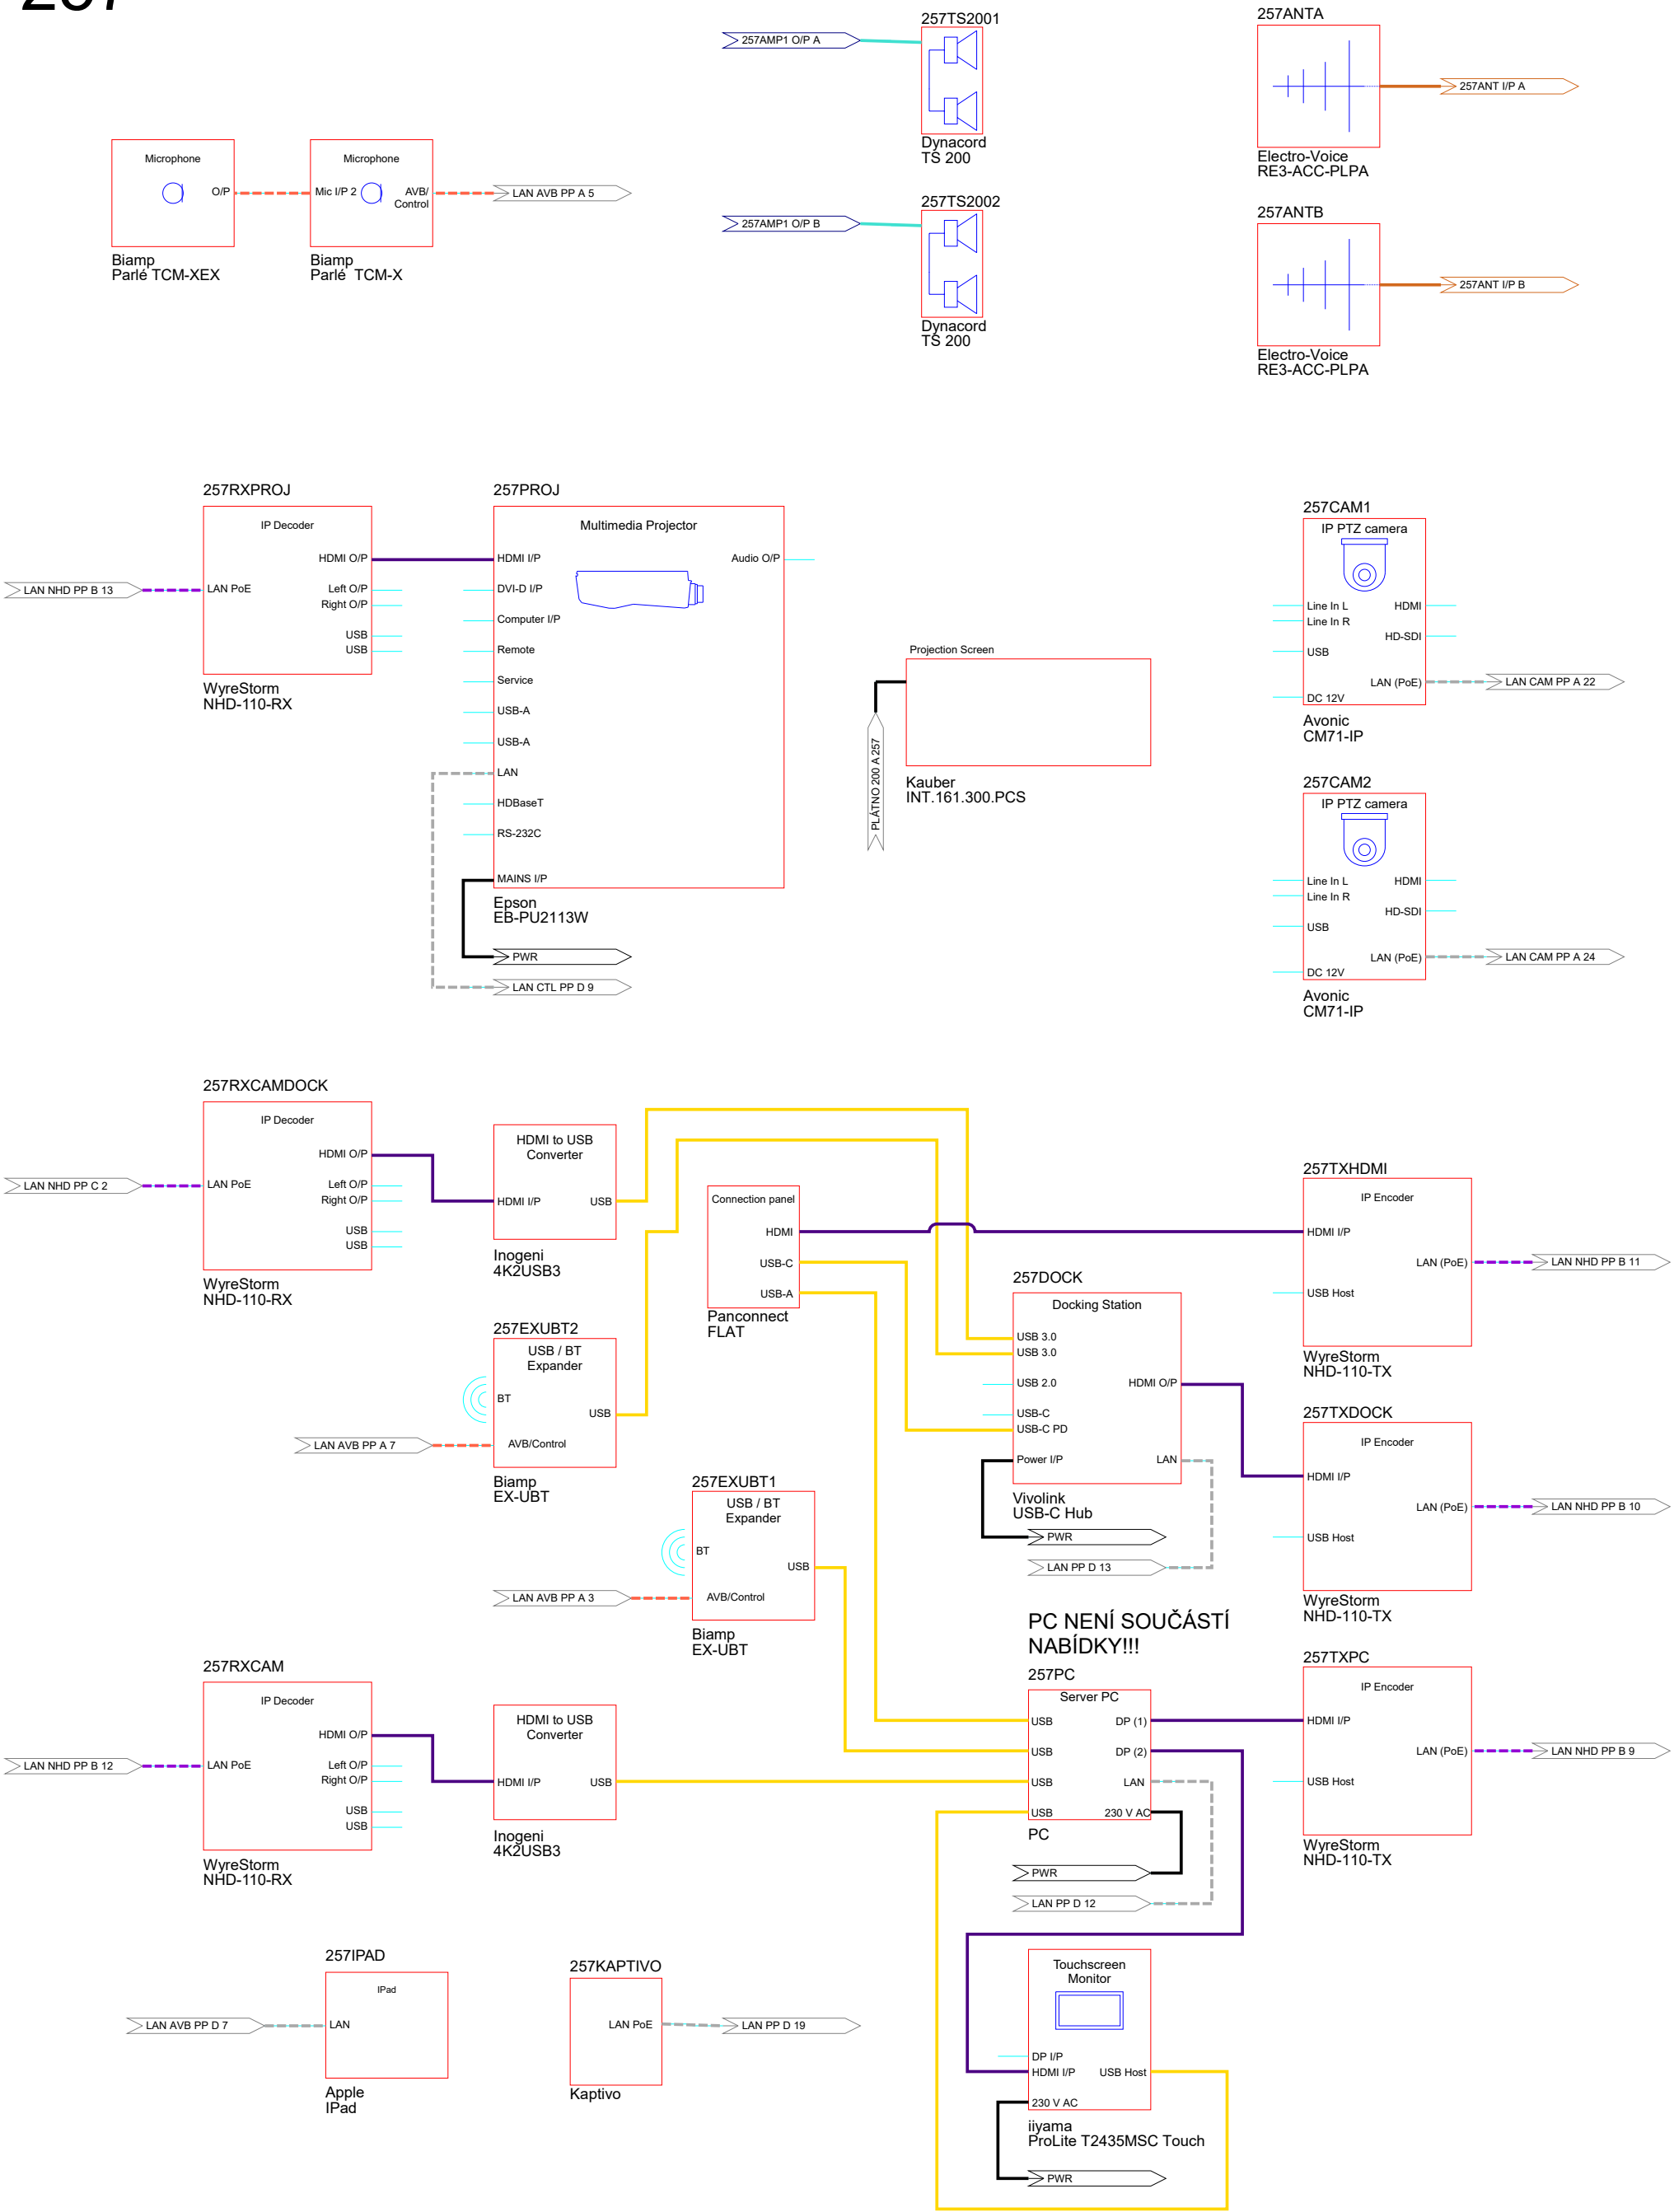 257
257TS2001
257AMP1 O/P A
Dynacord
TS 200
257ANTA
257ANT I/P A
Electro-Voice
RE3-ACC-PLPA
Microphone
O/P
Biamp
Parlé TCM-XEX
Microphone
Mic I/P 2
AVB/
Control
LAN AVB PP A 5
Biamp
Parlé TCM-X
257TS2002
257AMP1 O/P B
Dynacord
TS 200
257ANTB
257ANT I/P B
Electro-Voice
RE3-ACC-PLPA
257RXPROJ
IP Decoder
HDMI O/P
LAN NHD PP B 13
LAN PoE
Left O/P
Right O/P
USB
USB
WyreStorm
NHD-110-RX
257PROJ
Multimedia Projector
HDMI I/P
Audio O/P
DVI-D I/P
Computer I/P
Remote
Service
USB-A
USB-A
LAN
HDBaseT
RS-232C
MAINS I/P
Epson
EB-PU2113W
PWR
LAN CTL PP D 9
Projection Screen
PLÁTNO 200 A 257
Kauber
INT.161.300.PCS
257CAM1
IP PTZ camera
Line In L
HDMI
Line In R
HD-SDI
USB
LAN (PoE)
LAN CAM PP A 22
DC 12V
Avonic
CM71-IP
257CAM2
IP PTZ camera
Line In L
HDMI
Line In R
HD-SDI
USB
LAN (PoE)
LAN CAM PP A 24
DC 12V
Avonic
CM71-IP
257RXCAMDOCK
IP Decoder
HDMI O/P
LAN NHD PP C 2
LAN PoE
Left O/P
Right O/P
USB
USB
WyreStorm
NHD-110-RX
HDMI to USB
Converter
HDMI I/P
USB
Inogeni
4K2USB3
Connection panel
HDMI
USB-C
USB-A
Panconnect
FLAT
257TXHDMI
IP Encoder
HDMI I/P
LAN (PoE)
LAN NHD PP B 11
USB Host
WyreStorm
NHD-110-TX
257EXUBT2
USB / BT
Expander
BT
USB
LAN AVB PP A 7
AVB/Control
Biamp
EX-UBT
257DOCK
Docking Station
USB 3.0
USB 3.0
USB 2.0
HDMI O/P
USB-C
USB-C PD
Power I/P
LAN
Vivolink
USB-C Hub
PWR
LAN PP D 13
257TXDOCK
IP Encoder
HDMI I/P
LAN (PoE)
LAN NHD PP B 10
USB Host
WyreStorm
NHD-110-TX
257EXUBT1
USB / BT
Expander
BT
USB
LAN AVB PP A 3
AVB/Control
Biamp
EX-UBT
PC NENÍ SOUČÁSTÍ
NABÍDKY!!!
257RXCAM
IP Decoder
HDMI O/P
LAN NHD PP B 12
LAN PoE
Left O/P
Right O/P
USB
USB
WyreStorm
NHD-110-RX
HDMI to USB
Converter
HDMI I/P
USB
Inogeni
4K2USB3
257PC
Server PC
USB
DP (1)
USB
DP (2)
USB
LAN
USB
230 V AC
PC
PWR
LAN PP D 12
257TXPC
IP Encoder
HDMI I/P
LAN (PoE)
LAN NHD PP B 9
USB Host
WyreStorm
NHD-110-TX
257IPAD
IPad
LAN AVB PP D 7
LAN
Apple
IPad
257KAPTIVO
LAN PoE
LAN PP D 19
Kaptivo
Touchscreen
Monitor
DP I/P
HDMI I/P
USB Host
230 V AC
iiyama
ProLite T2435MSC Touch
PWR